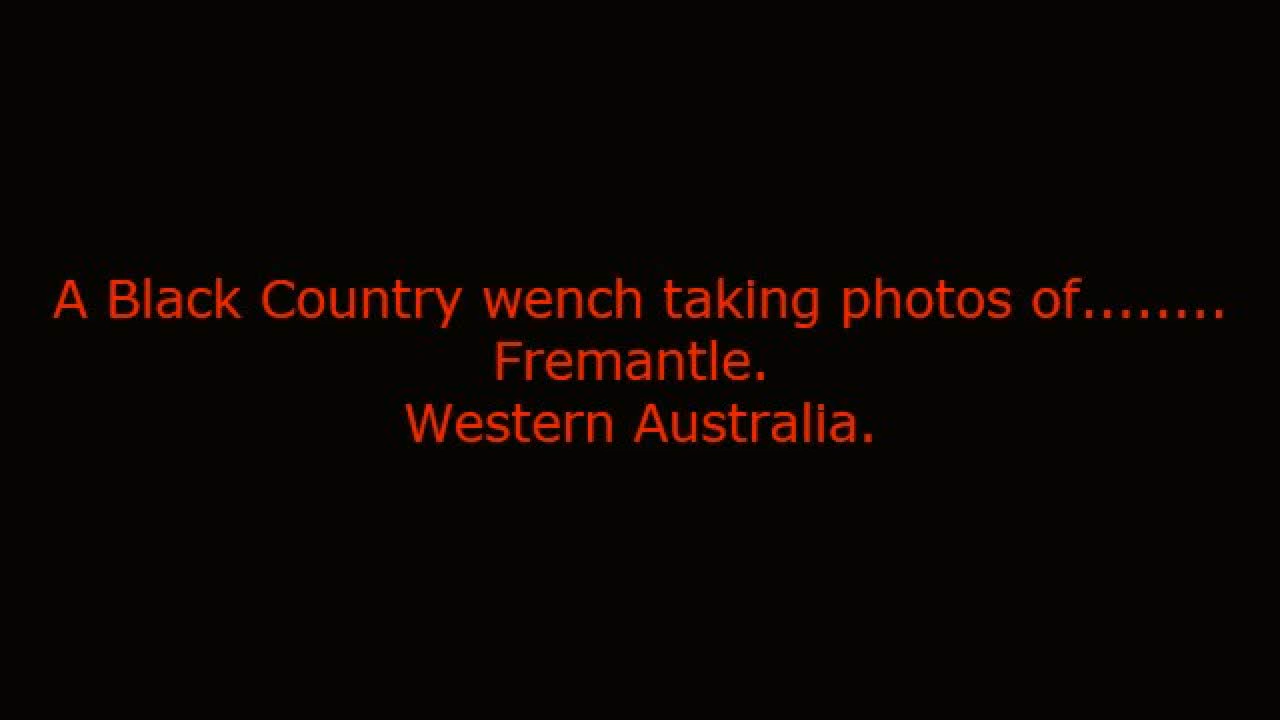 A Black Country wench taking photos of........
Fremantle.
Western Australia.